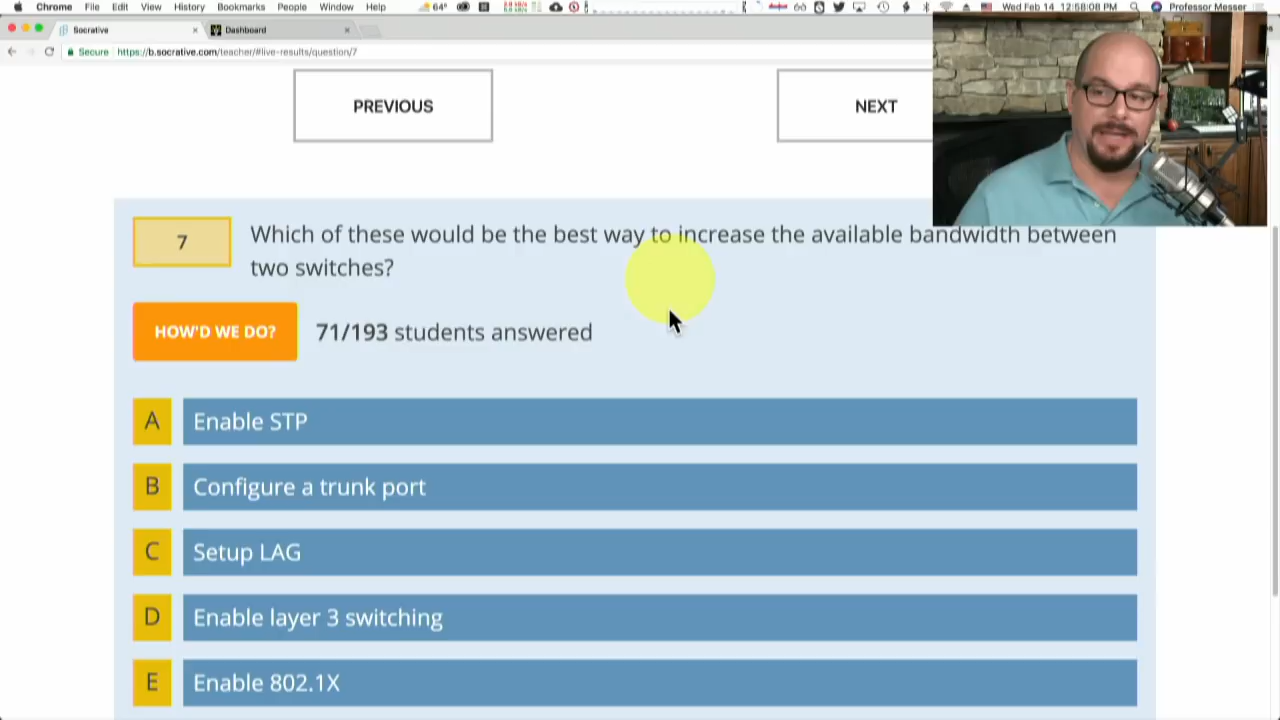 Chrome File Edit View History Bookmarks People Window Help 64° Wed Feb 14 12:58:08 PM Professor Messer
Socrative × Dashboard ×
Secure https://b.socrative.com/teacher/#live-results/question/7
PREVIOUS NEXT
7 Which of these would be the best way to increase the available bandwidth between
two switches?
HOW'D WE DO? 71/193 students answered
A Enable STP
B Configure a trunk port
C Setup LAG
D Enable layer 3 switching
E Enable 802.1X